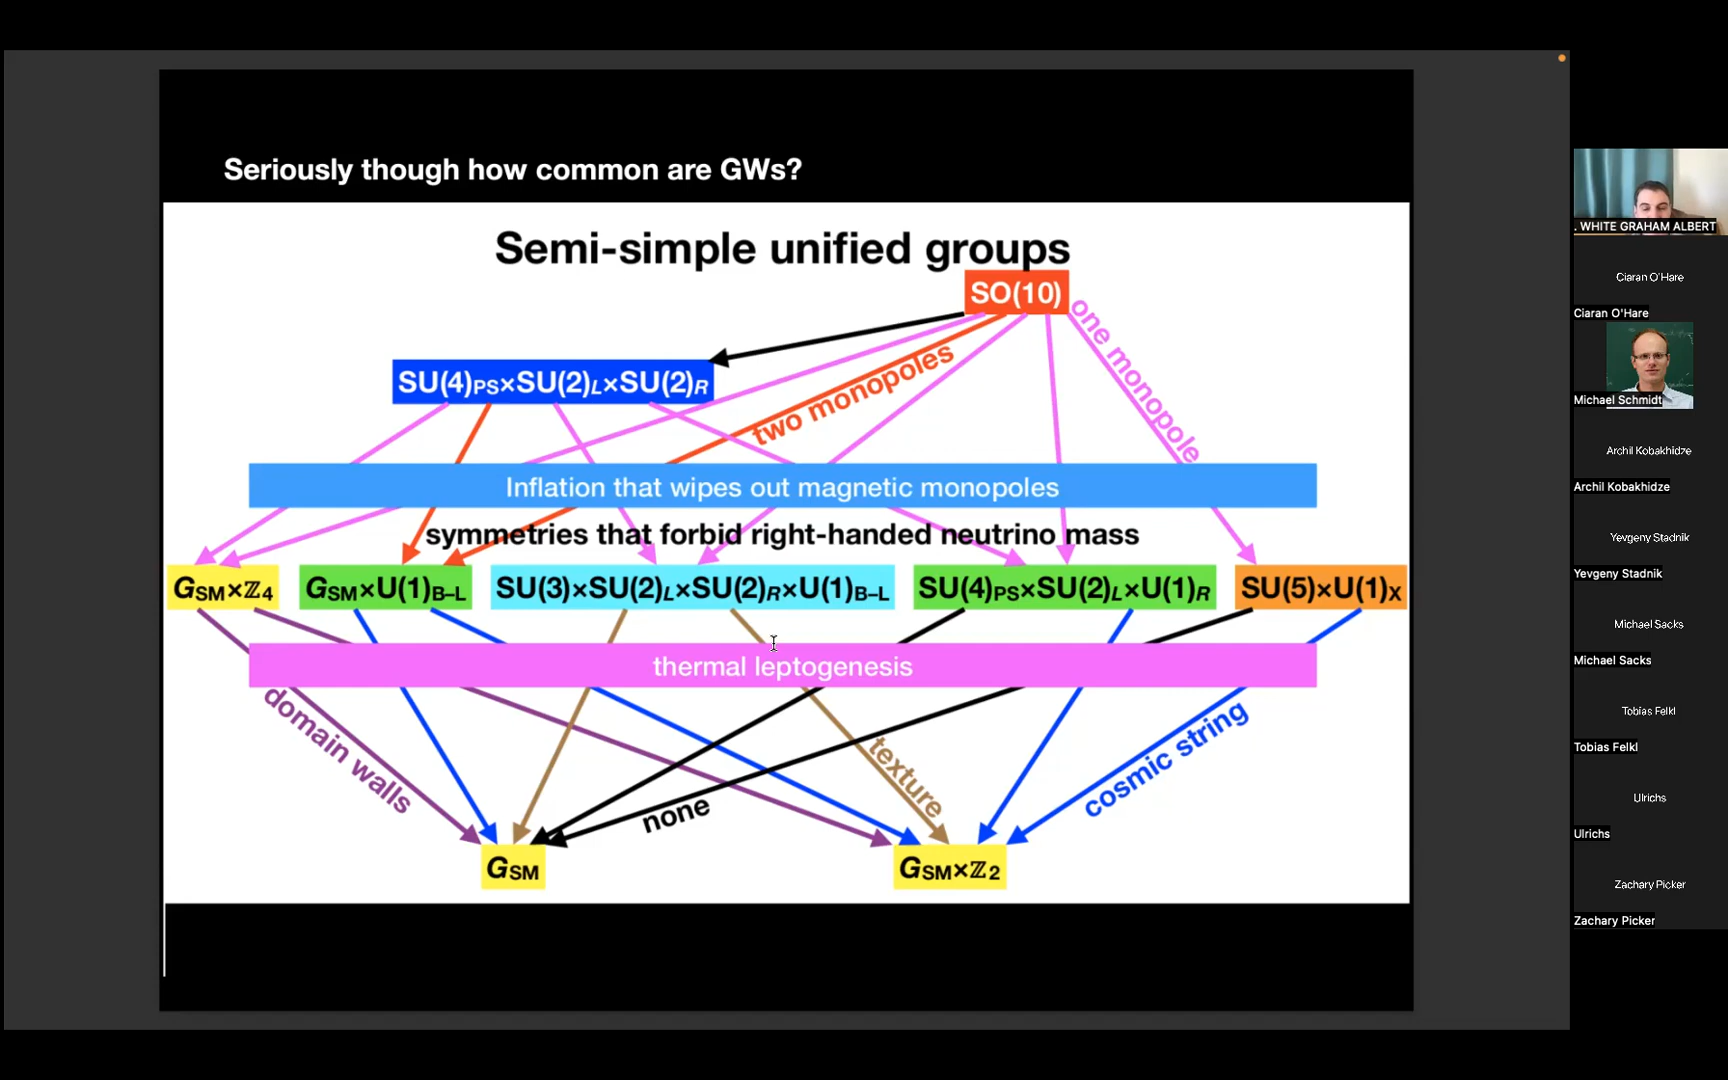 Seriously though how common are GWs?
Semi-simple unified groups
SO(10)
one monopole
SU(4)PS×SU(2)L×SU(2)R
two monopoles
Inflation that wipes out magnetic monopoles
symmetries that forbid right-handed neutrino mass
GSM×ℤ4
GSM×U(1)B–L
SU(3)×SU(2)L×SU(2)R×U(1)B–L
SU(4)PS×SU(2)L×U(1)R
SU(5)×U(1)X
thermal leptogenesis
domain walls
none
texture
cosmic string
GSM
GSM×ℤ2
. WHITE GRAHAM ALBERT
Ciaran O'Hare
Ciaran O'Hare
Michael Schmidt
Archil Kobakhidze
Archil Kobakhidze
Yevgeny Stadnik
Yevgeny Stadnik
Michael Sacks
Michael Sacks
Tobias Felkl
Tobias Felkl
Ulrichs
Ulrichs
Zachary Picker
Zachary Picker